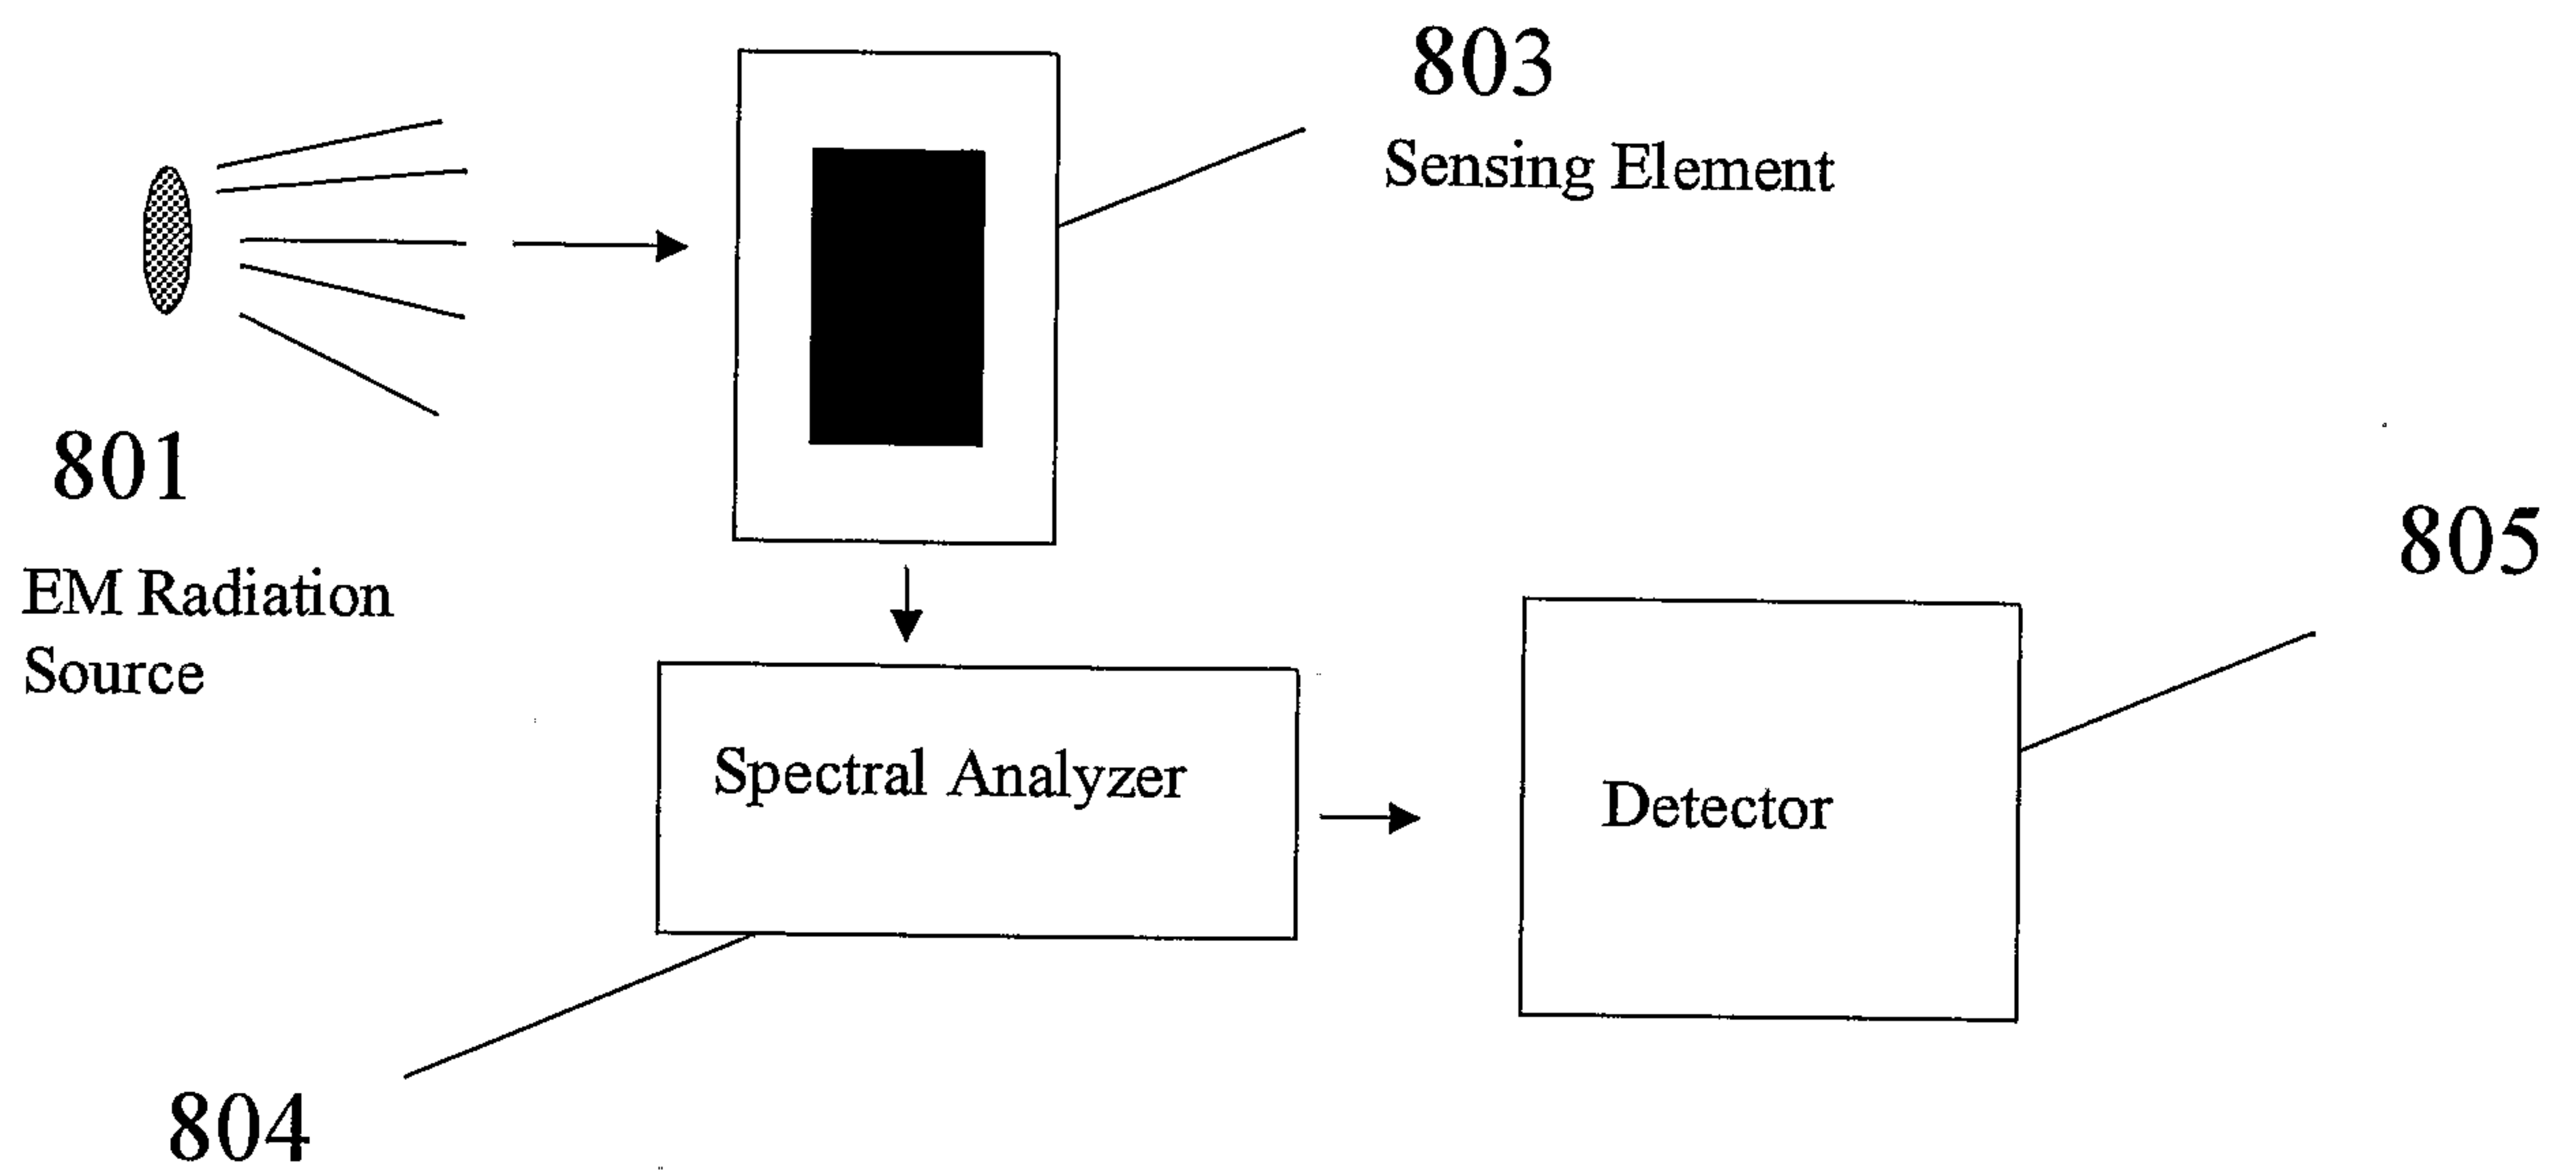 803
Sensing Element
801
EM Radiation
Source
805
Spectral Analyzer
Detector
804